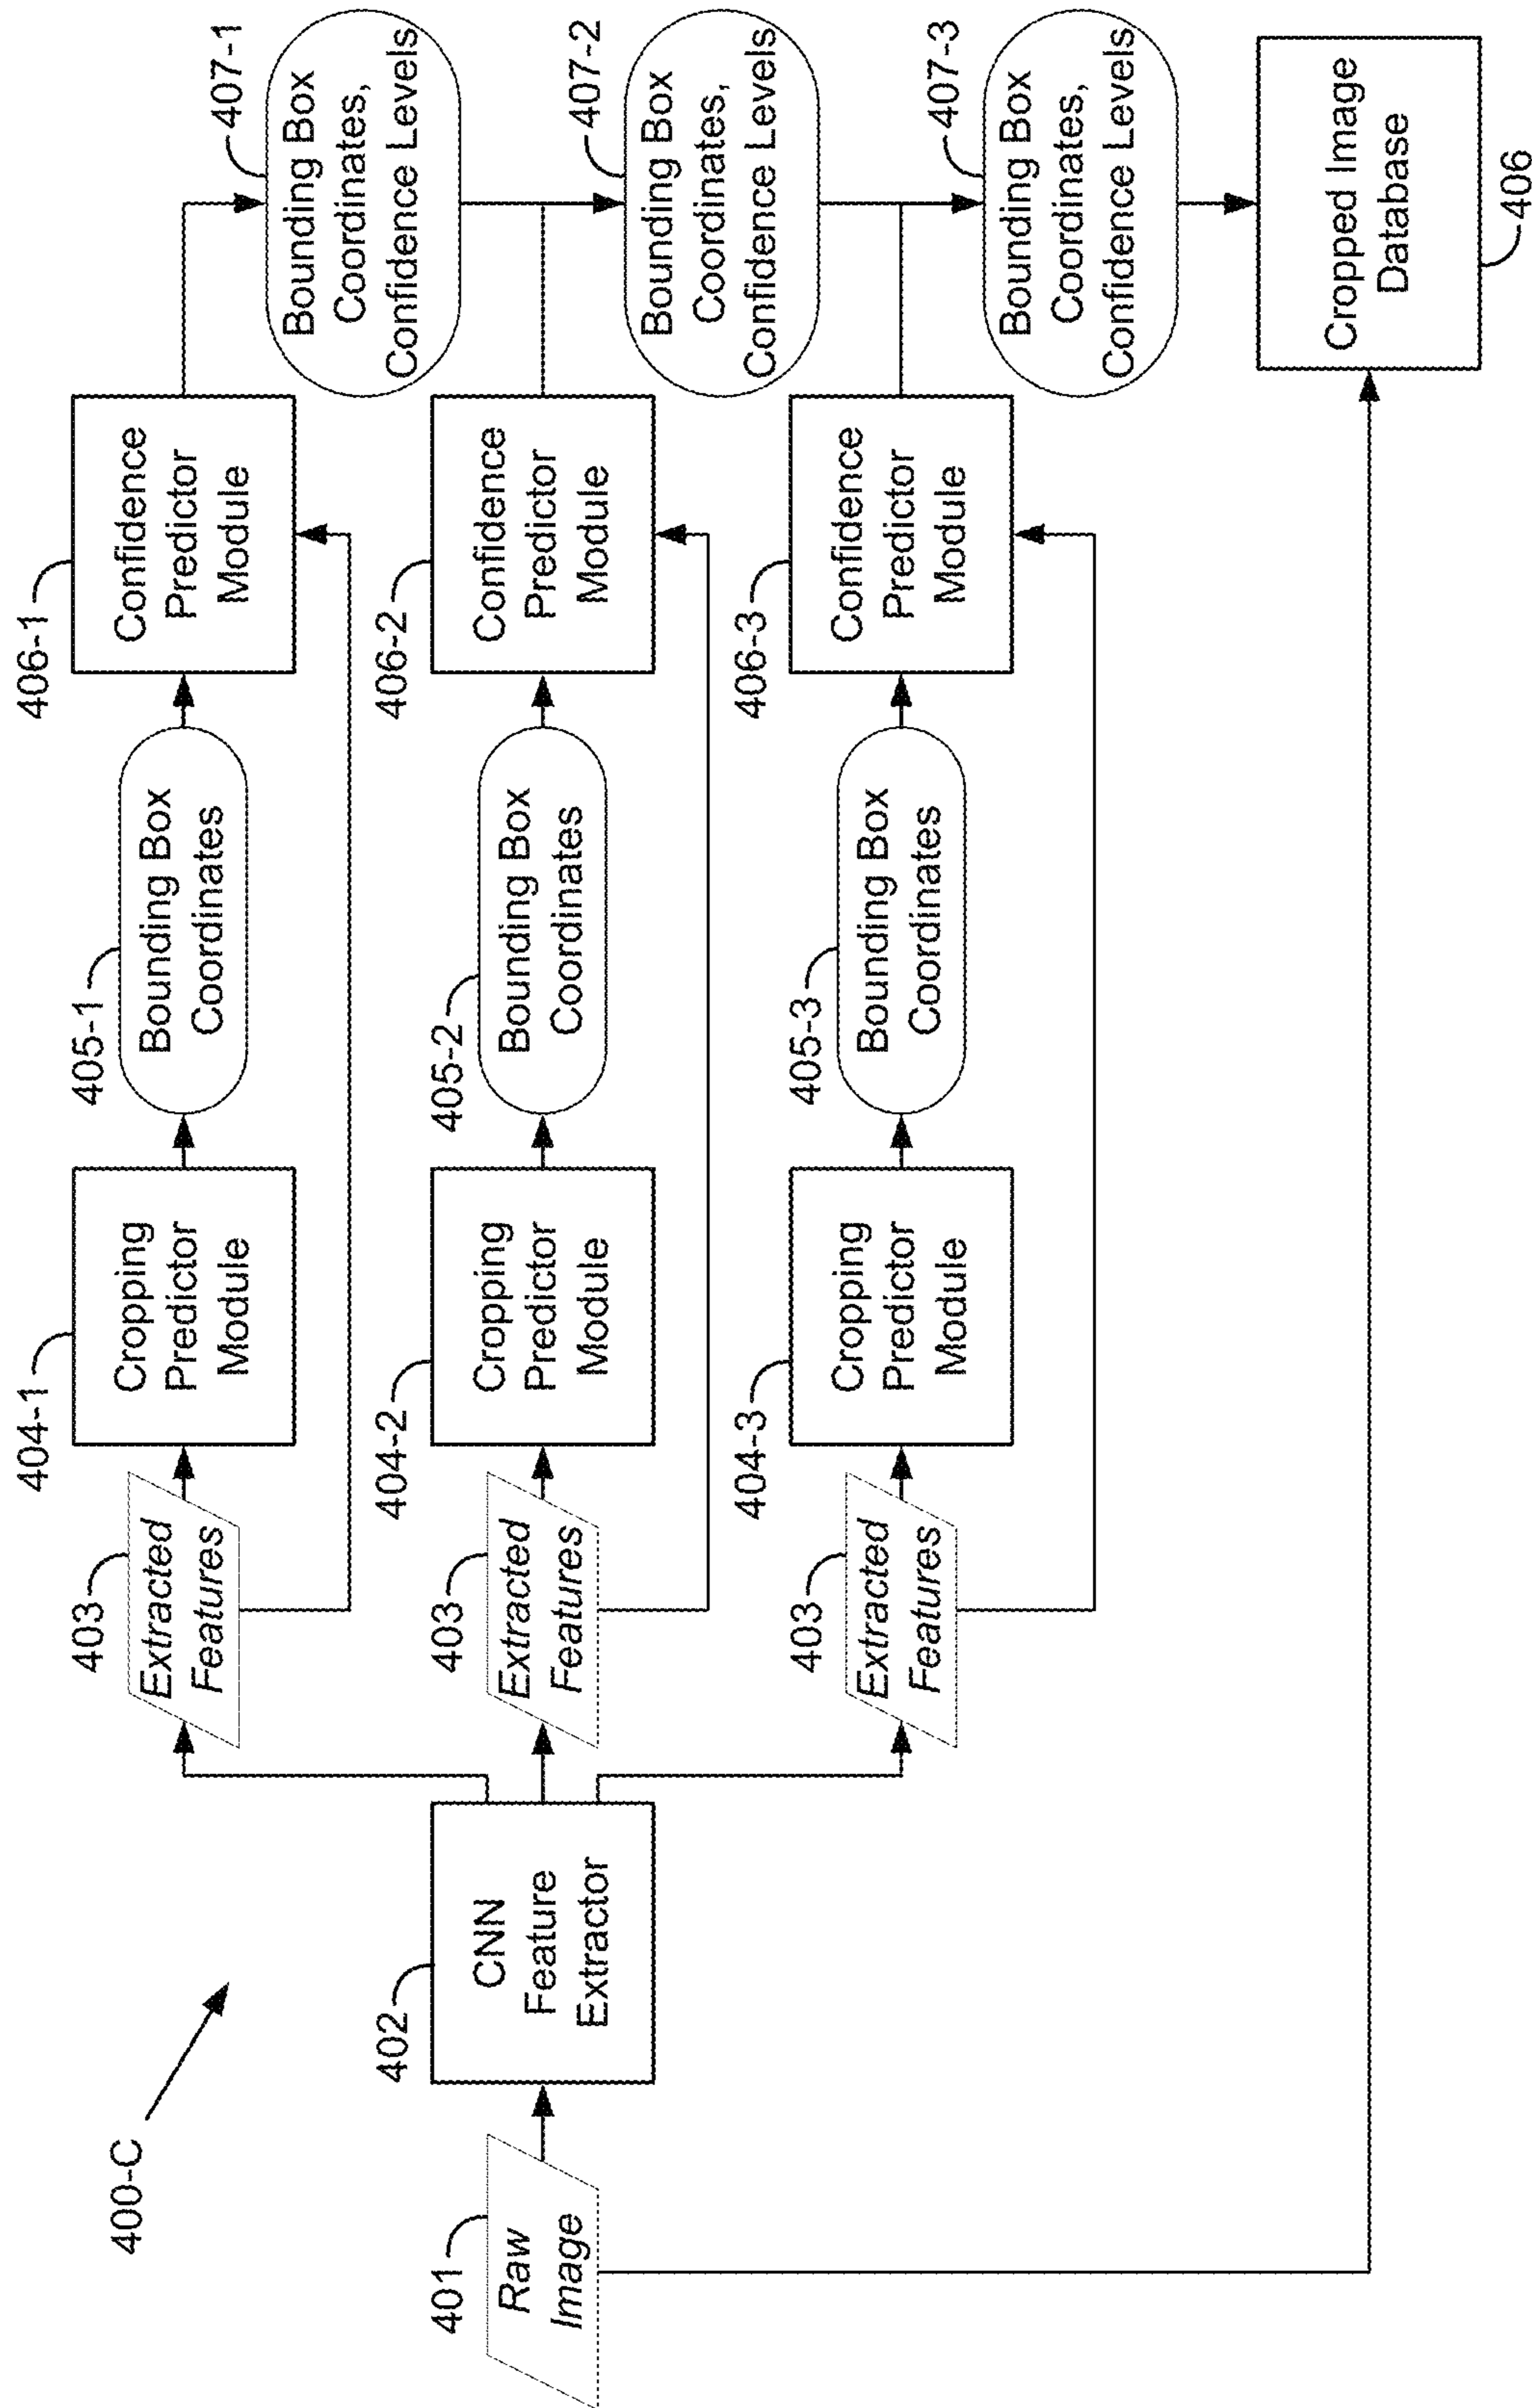 400-C
401
Raw
Image
402
CNN
Feature
Extractor
403
Extracted
Features
404-1
Cropping
Predictor
Module
405-1
Bounding Box
Coordinates
406-1
Confidence
Predictor
Module
407-1
Bounding Box
Coordinates,
Confidence Levels
403
Extracted
Features
404-2
Cropping
Predictor
Module
405-2
Bounding Box
Coordinates
406-2
Confidence
Predictor
Module
407-2
Bounding Box
Coordinates,
Confidence Levels
403
Extracted
Features
404-3
Cropping
Predictor
Module
405-3
Bounding Box
Coordinates
406-3
Confidence
Predictor
Module
407-3
Bounding Box
Coordinates,
Confidence Levels
Cropped Image
Database
406